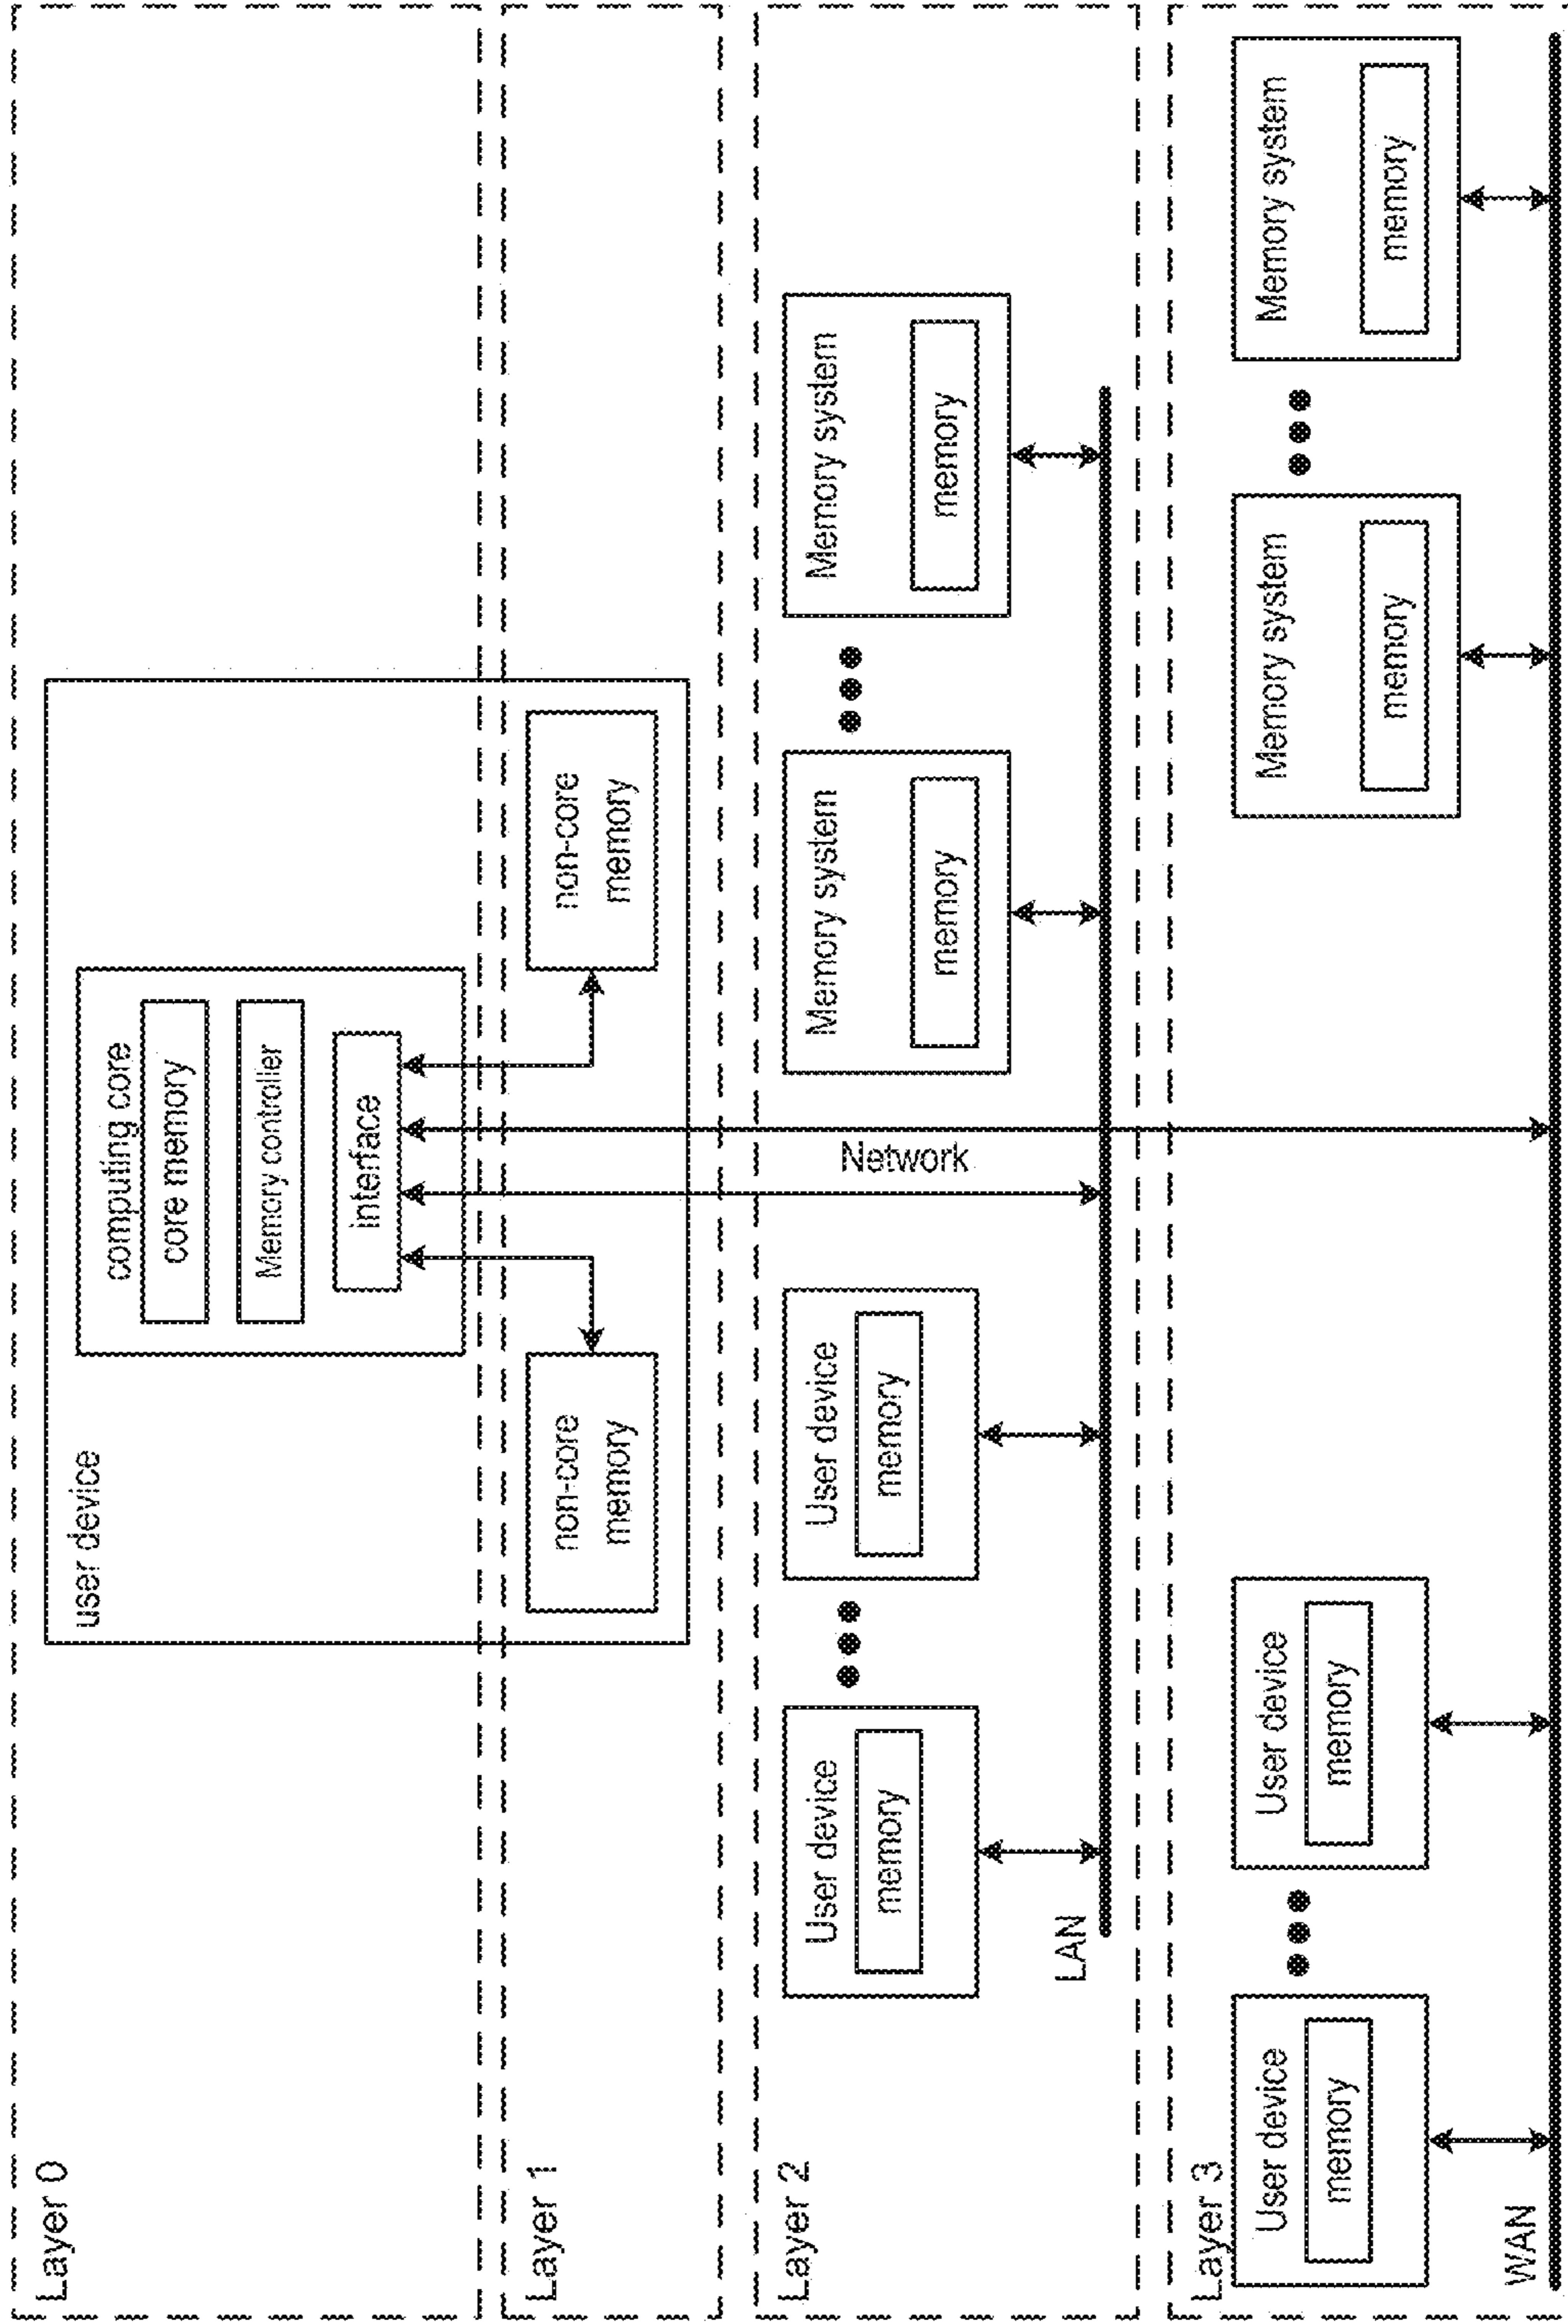 Layer 0
user device
computing core
core memory
Memory controller
interface
Layer 1
non-core
memory
non-core
memory
Layer 2
User device
memory
User device
memory
Network
Memory system
memory
Memory system
memory
LAN
Layer 3
User device
memory
User device
memory
Memory system
memory
Memory system
memory
WAN